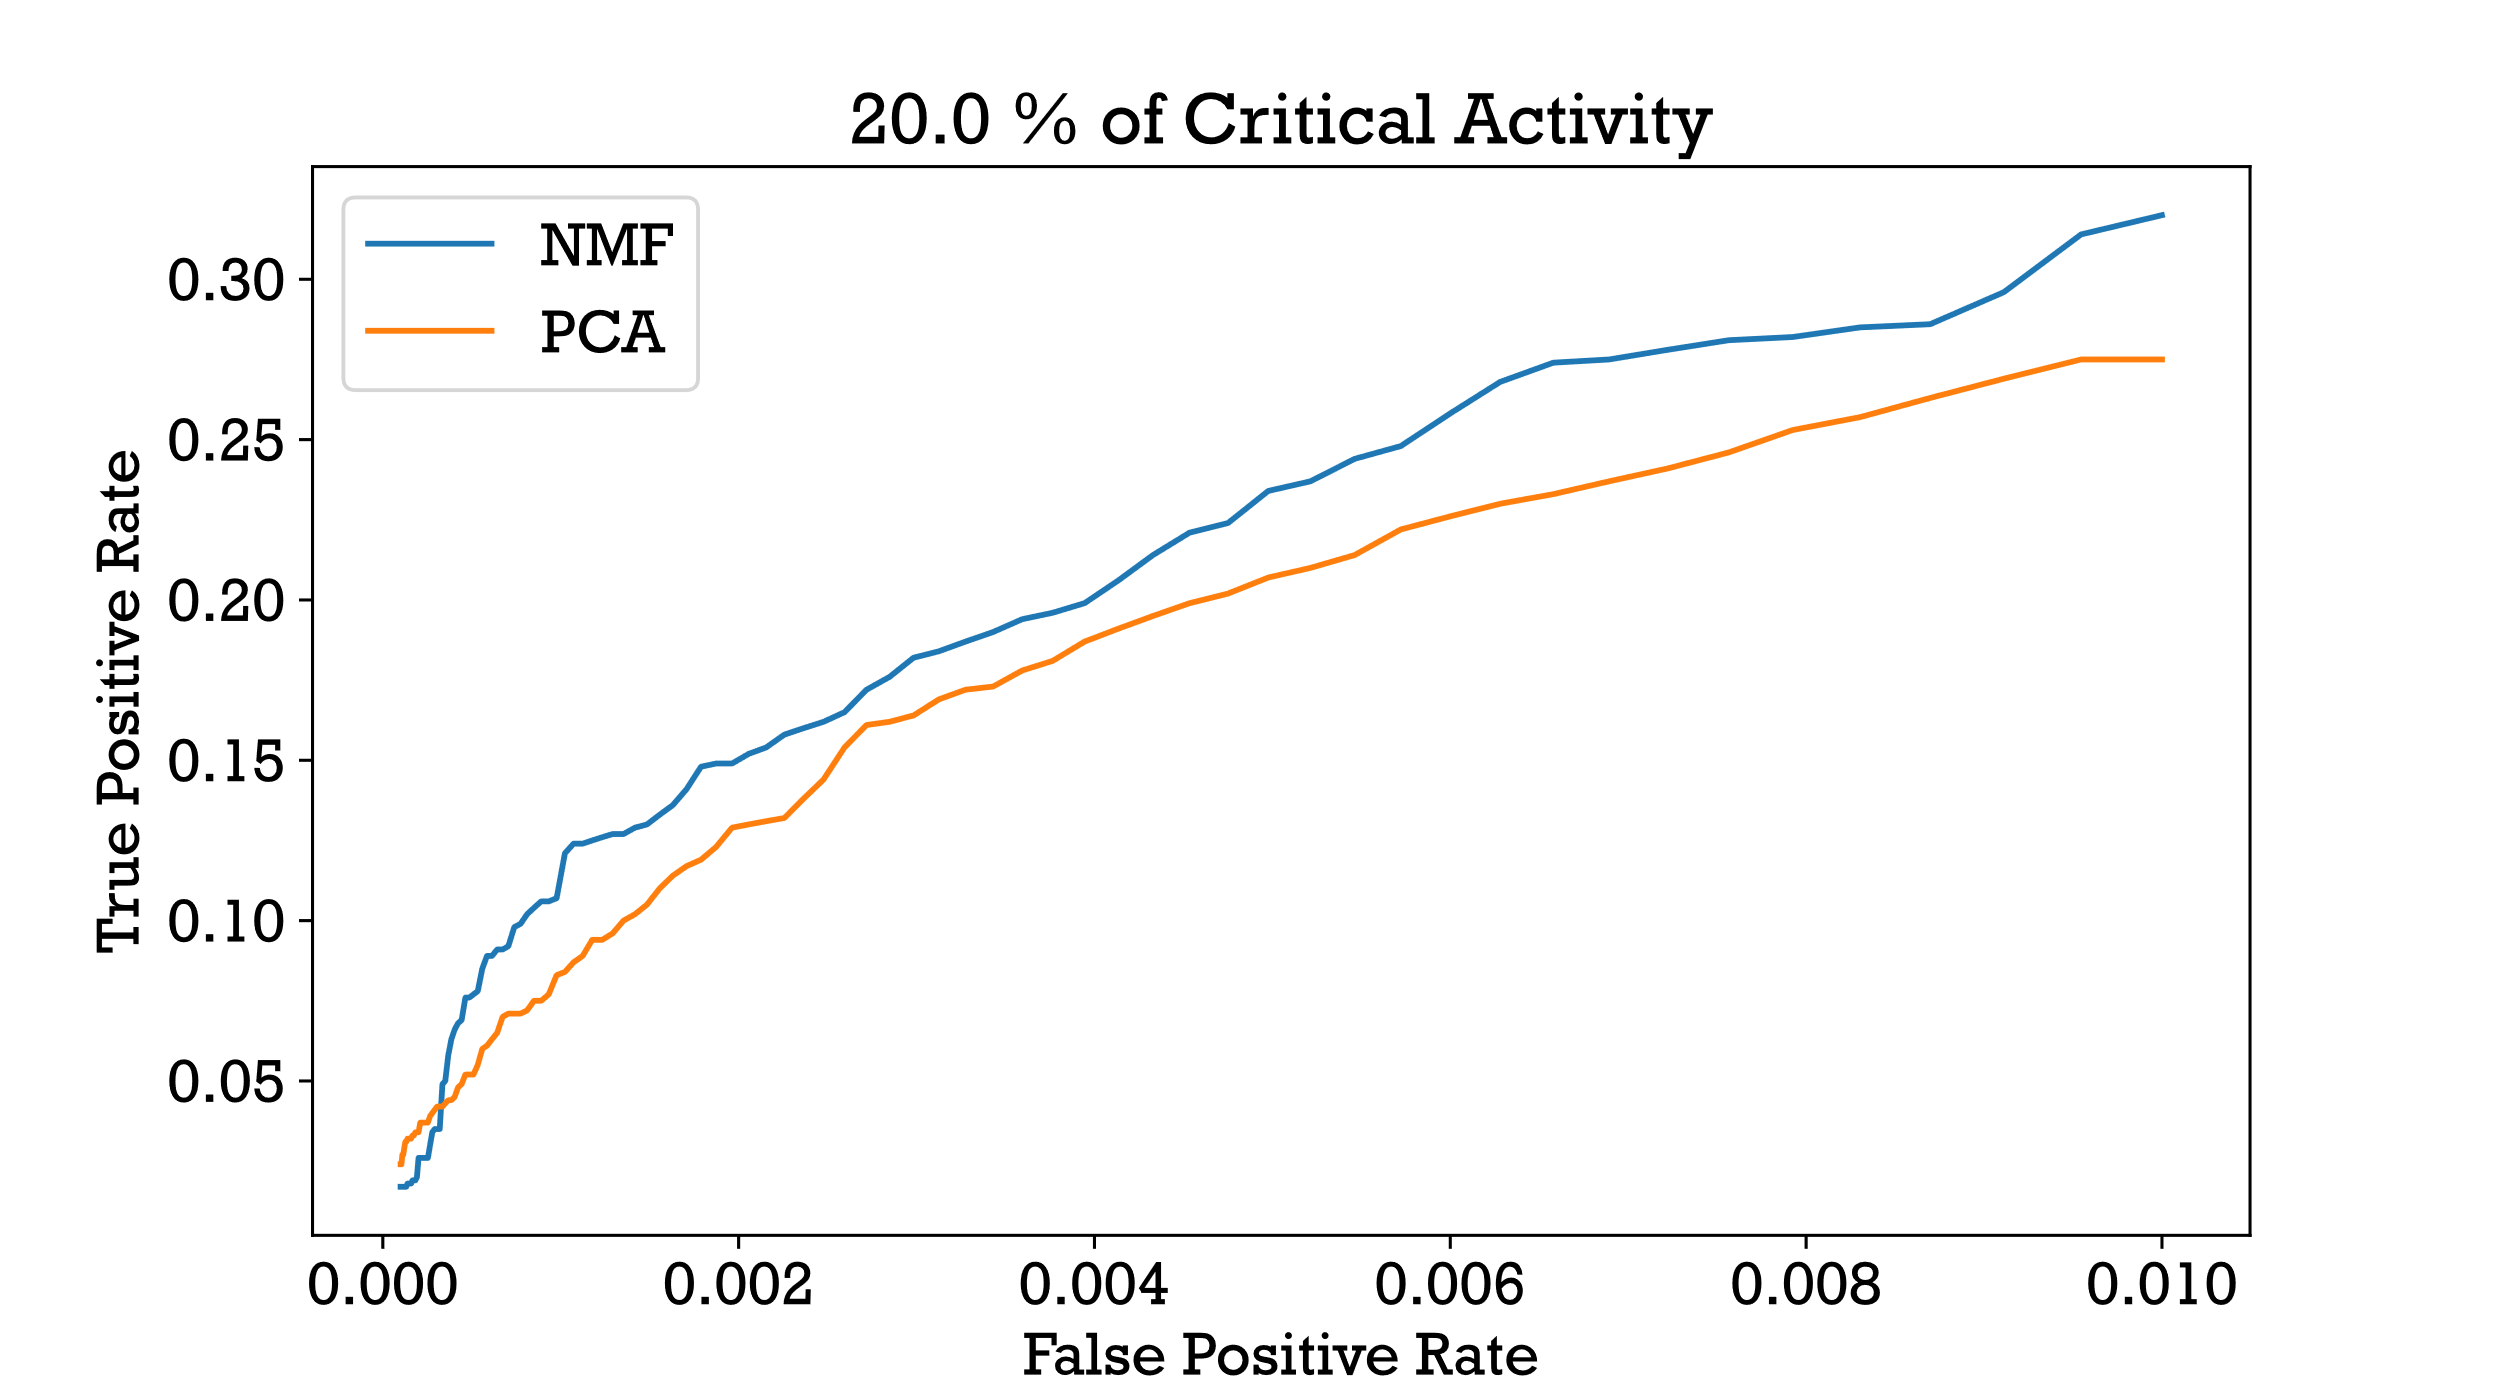 20.0 % of Critical Activity
NMF
PCA
0.30
0.25
0.20
0.15
0.10
0.05
True Positive Rate
0.000 0.002 0.004 0.006 0.008 0.010
False Positive Rate